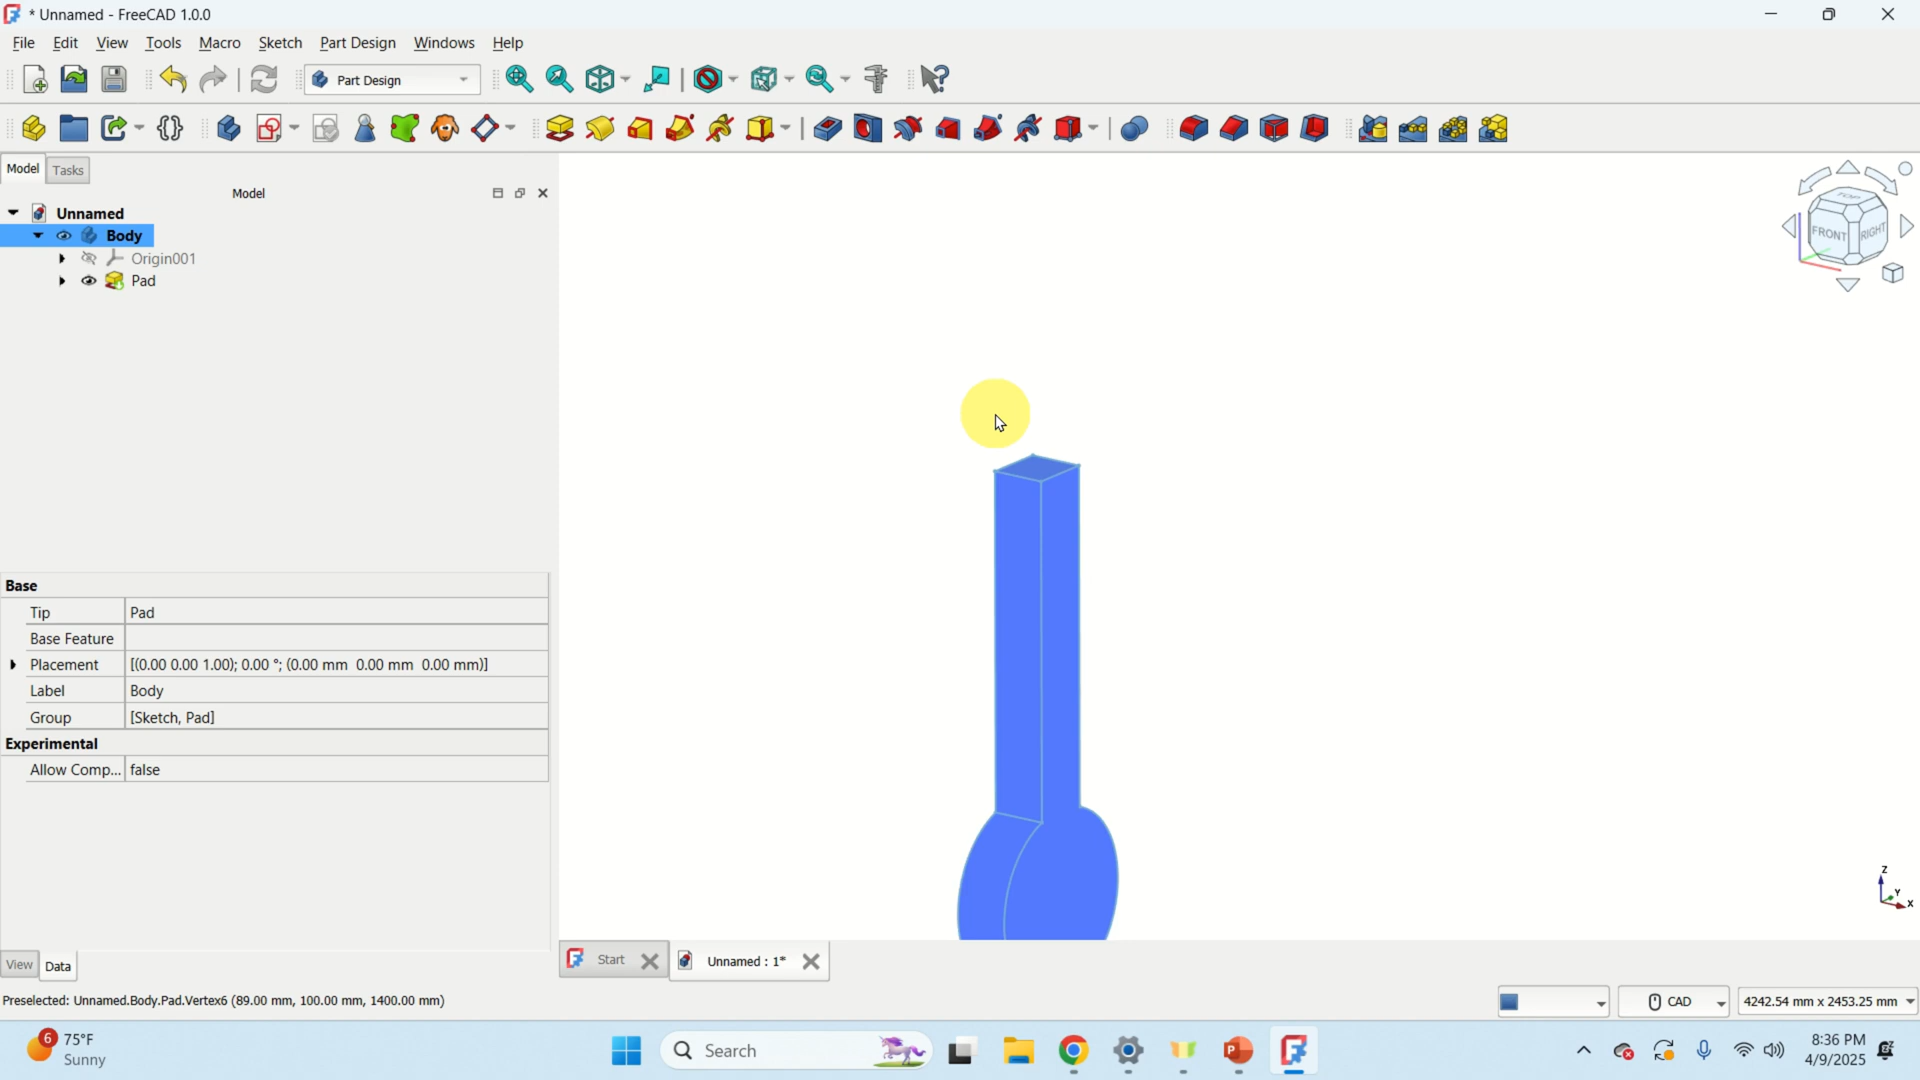 * Unnamed - FreeCAD 1.0.0
File Edit View Tools Macro Sketch Part Design Windows Help
Part Design
Model Tasks
Model
Unnamed
Body
Origin001
Pad
TOP
FRONT RIGHT
Base
Tip Pad
Base Feature
Placement [(0.00 0.00 1.00); 0.00 °; (0.00 mm 0.00 mm 0.00 mm)]
Label Body
Group [Sketch, Pad]
Experimental
Allow Comp... false
Z
Y
X
View Data
Start Unnamed : 1*
Preselected: Unnamed.Body.Pad.Vertex6 (89.00 mm, 100.00 mm, 1400.00 mm)
CAD 4242.54 mm x 2453.25 mm
6 75°F
Sunny
Search
8:36 PM
4/9/2025